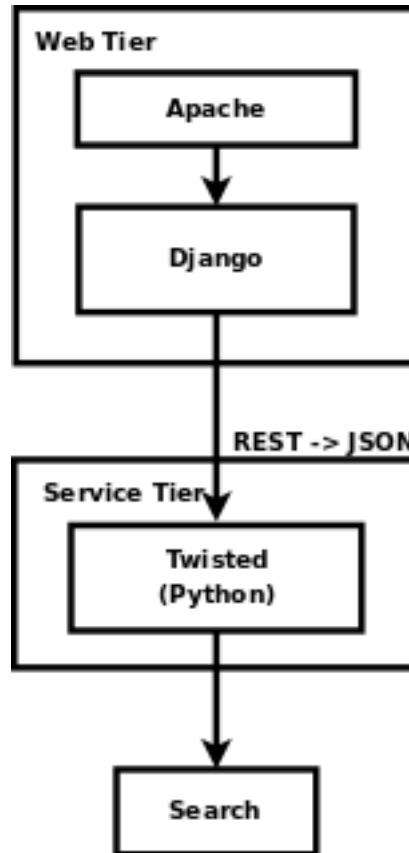 Web Tier
Apache
Django
REST -> JSON
Service Tier
Twisted
(Python)
Search